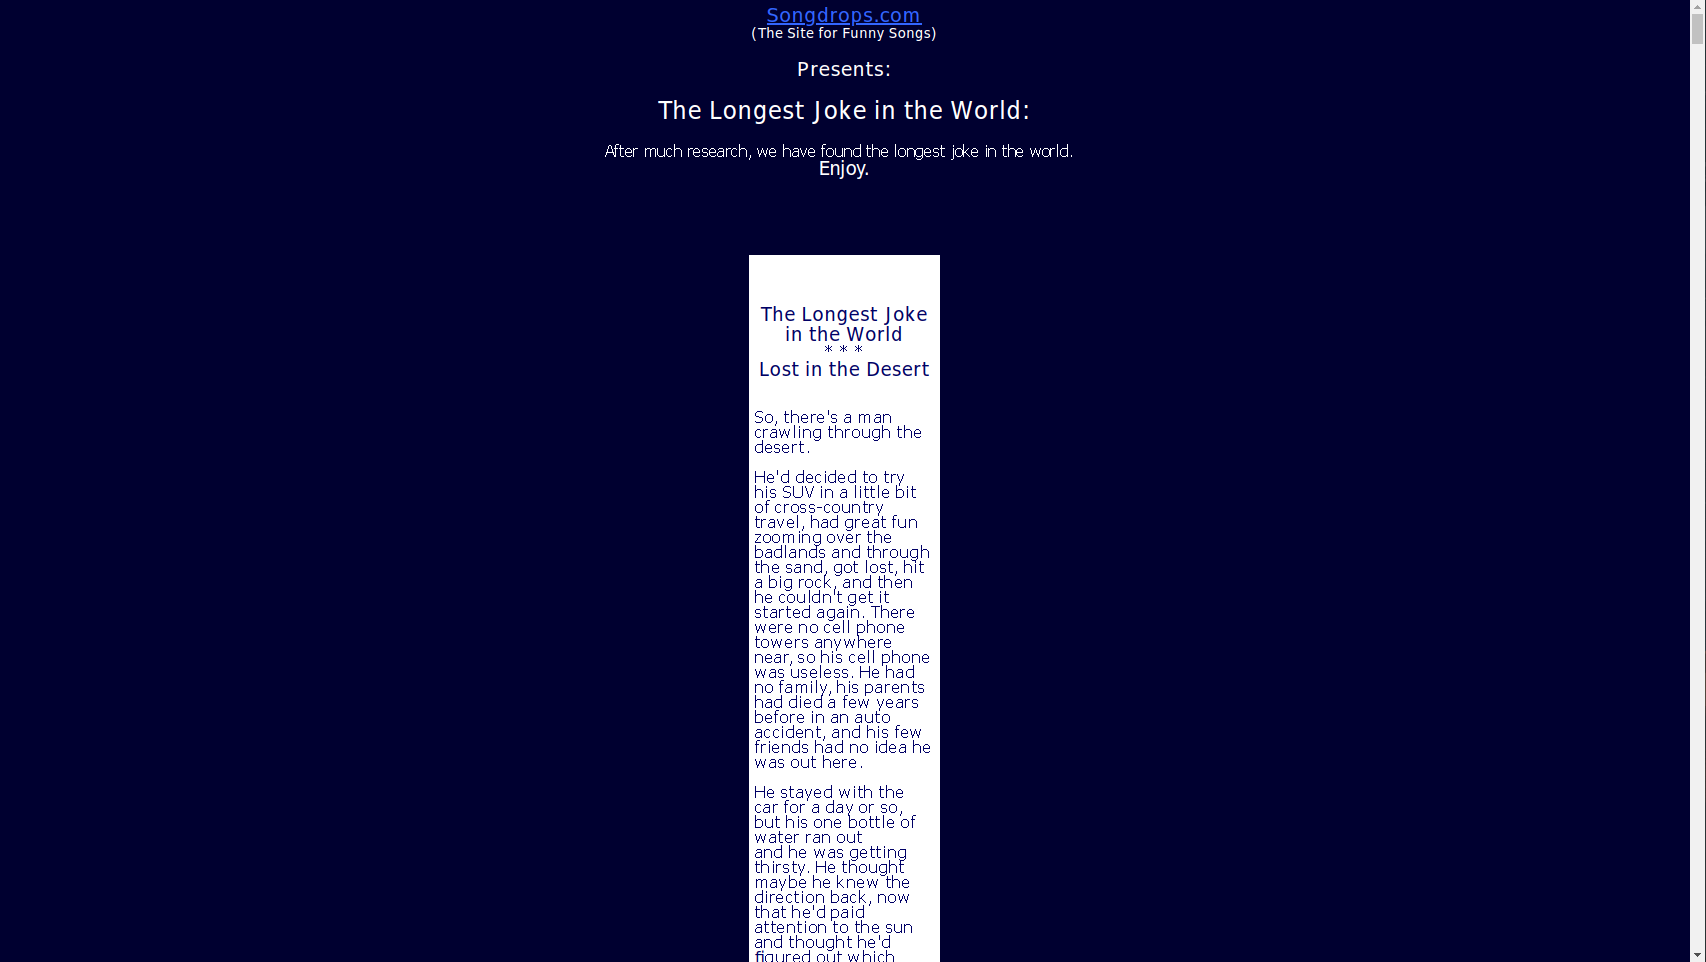 Songdrops.com
(The Site for Funny Songs)
Presents:
The Longest Joke in the World:
After much research, we have found the longest joke in the world.
Enjoy.
The Longest Joke
in the World
* * *
Lost in the Desert
So, there's a man
crawling through the
desert.
He'd decided to try
his SUV in a little bit
of cross-country
travel, had great fun
zooming over the
badlands and through
the sand, got lost, hit
a big rock, and then
he couldn't get it
started again. There
were no cell phone
towers anywhere
near, so his cell phone
was useless. He had
no family, his parents
had died a few years
before in an auto
accident, and his few
friends had no idea he
was out here.
He stayed with the
car for a day or so,
but his one bottle of
water ran out
and he was getting
thirsty. He thought
maybe he knew the
direction back, now
that he'd paid
attention to the sun
and thought he'd
figured out which